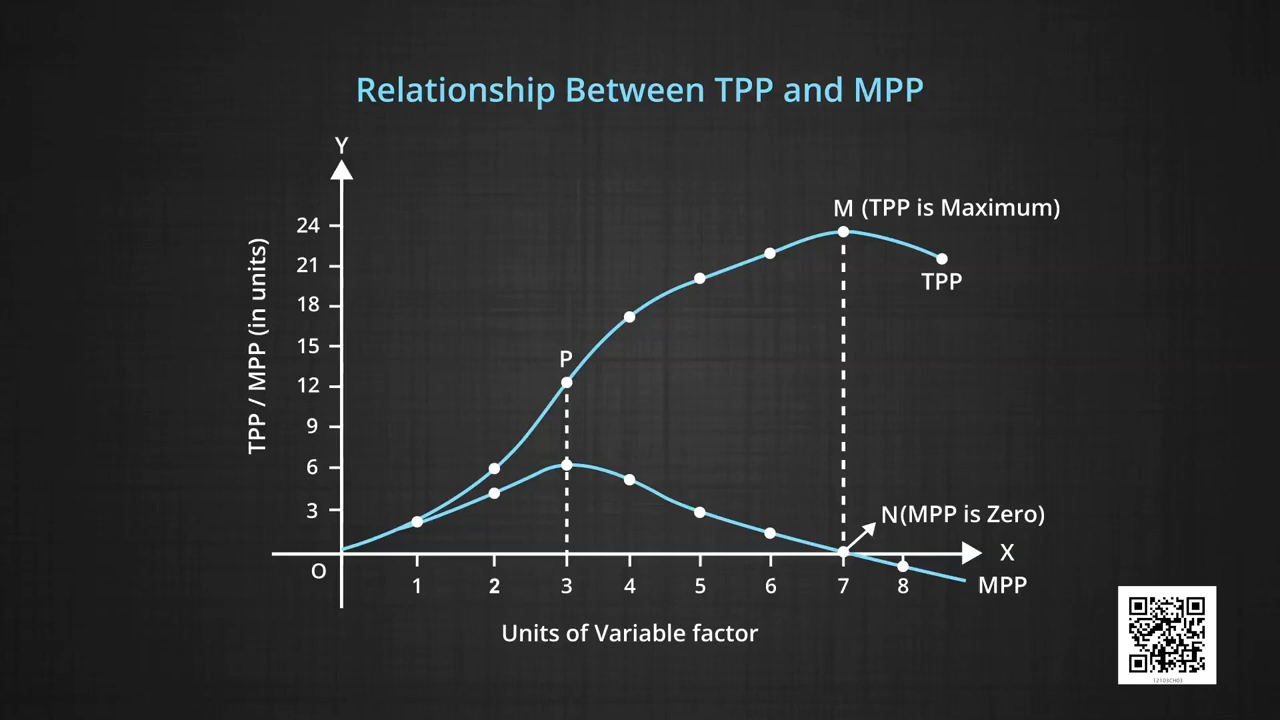 Relationship Between TPP and MPP
Y
M (TPP is Maximum)
24
21
18
15
12
9
6
3
TPP / MPP (in units)
TPP
P
N(MPP is Zero)
X
O
1 2 3 4 5 6 7 8
MPP
Units of Variable factor
12103CH03